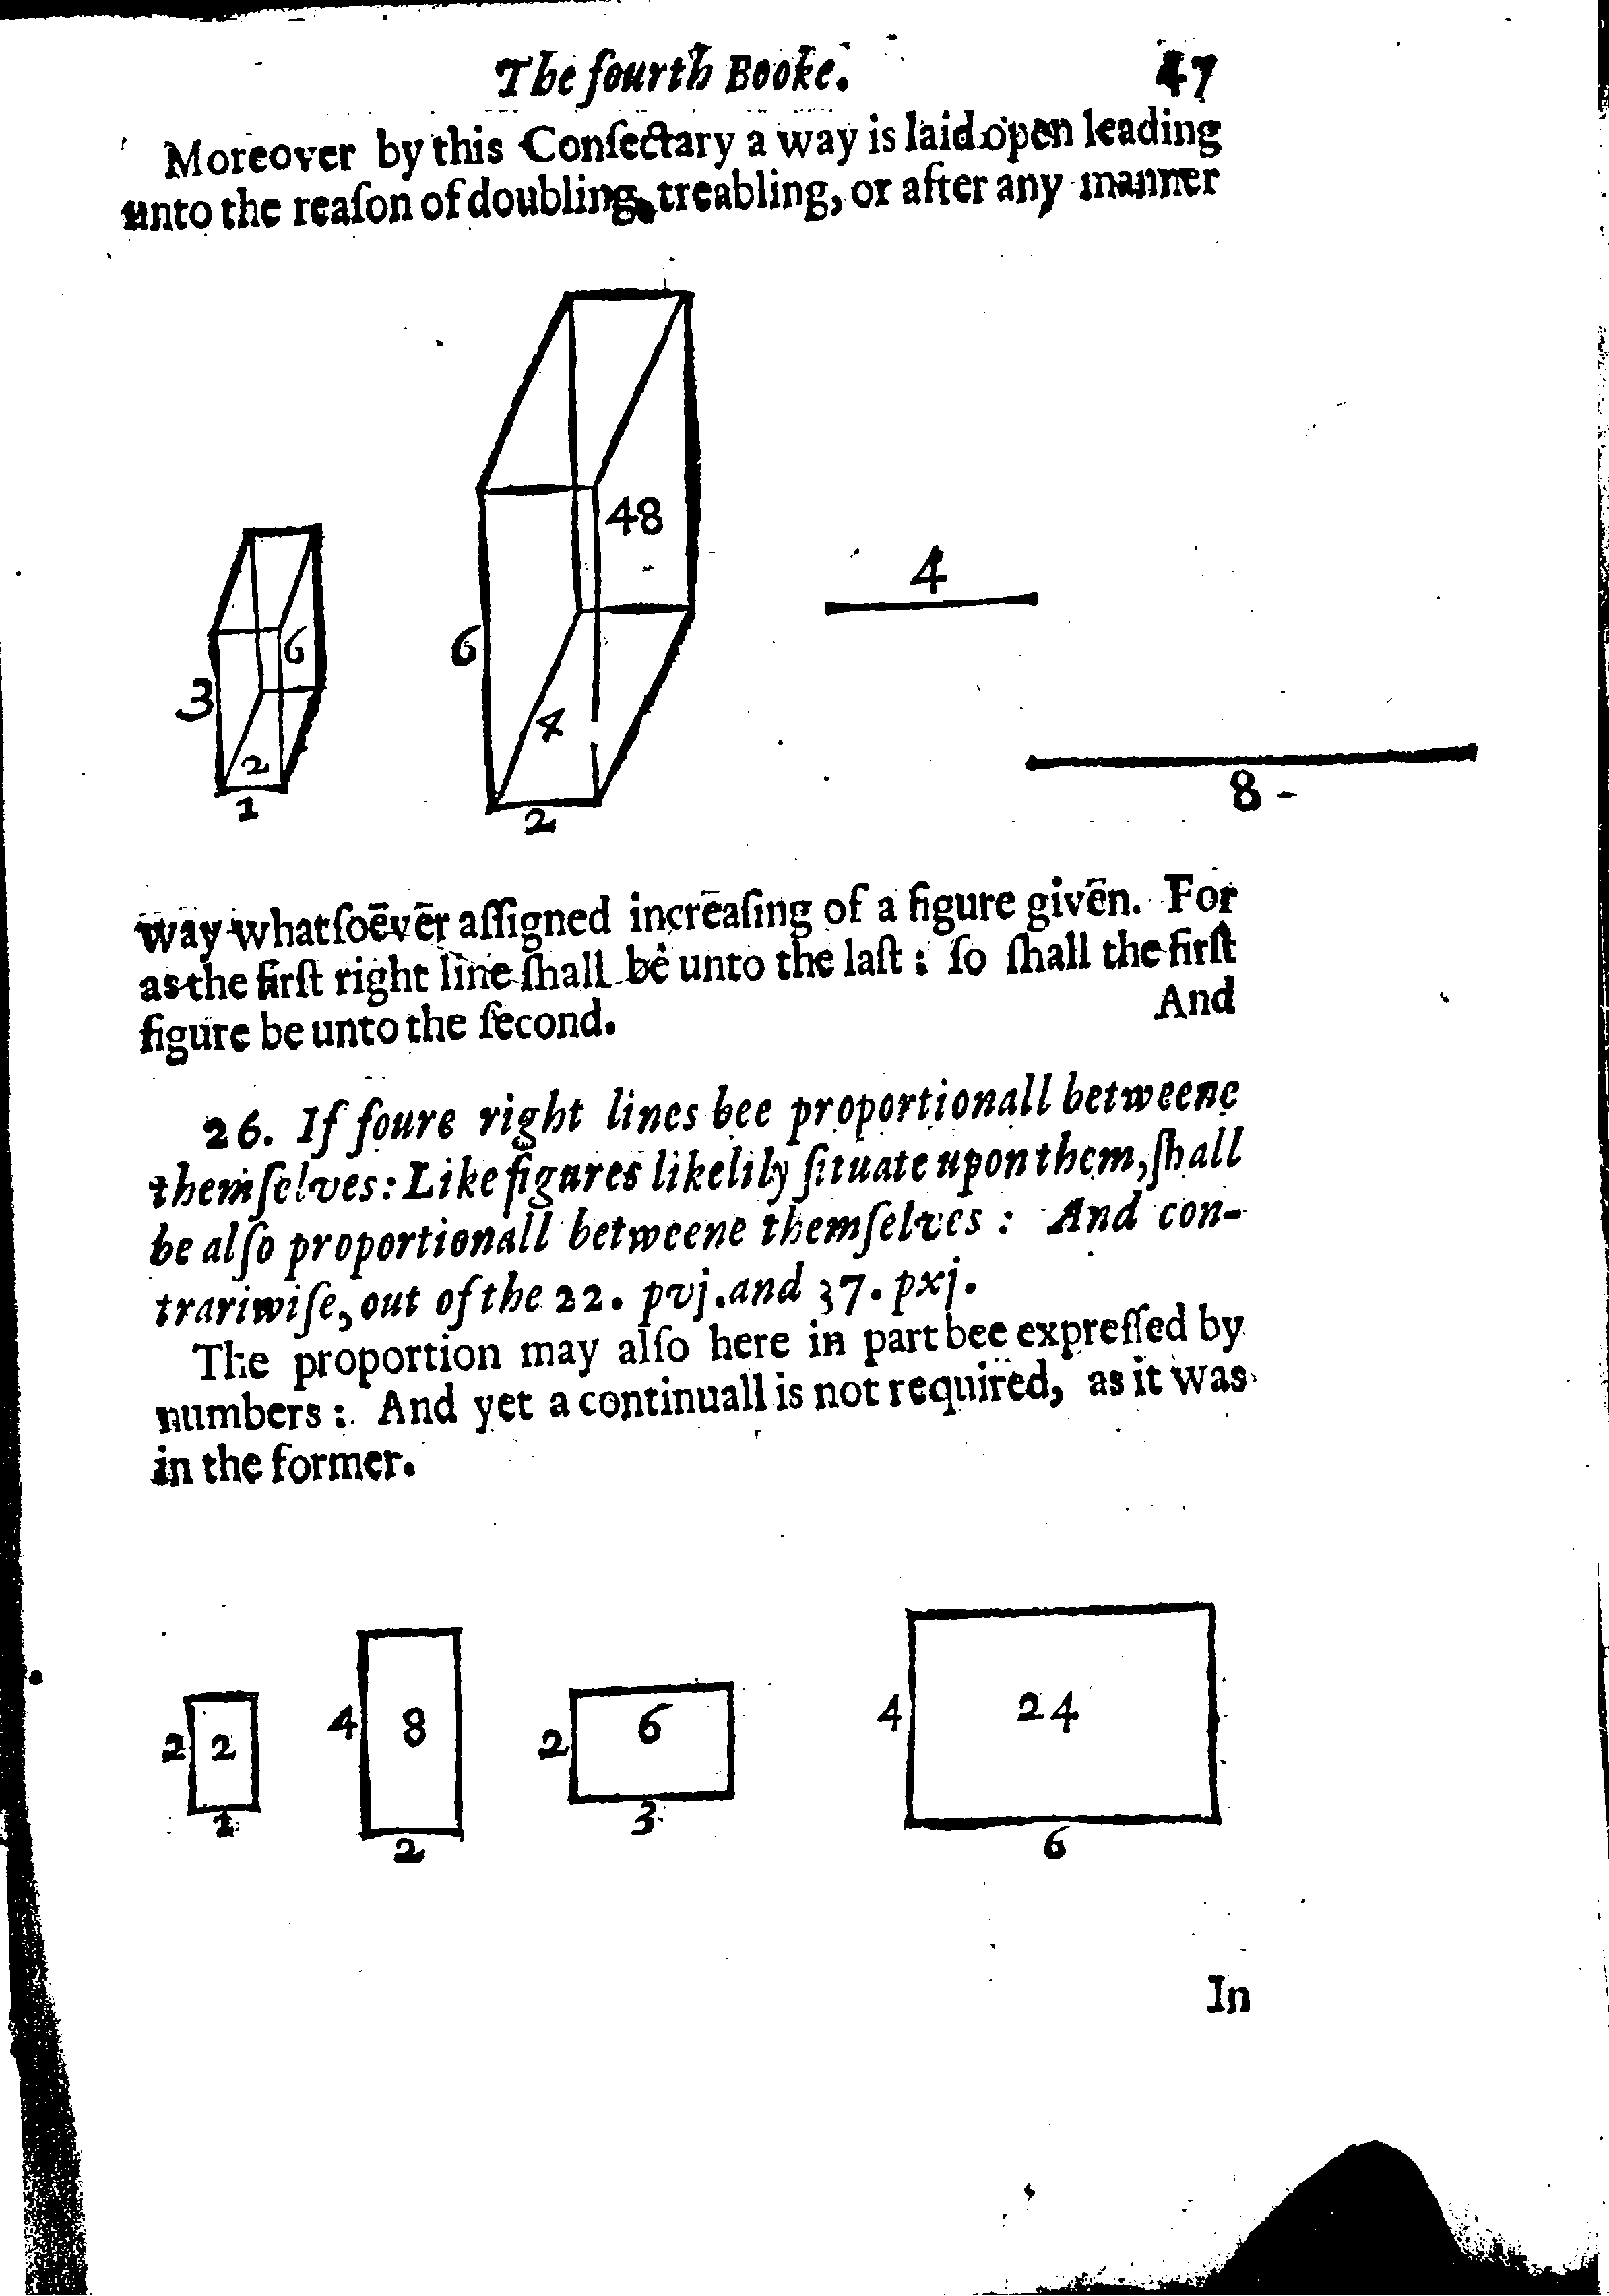 The fourth Booke. 47
Moreover by this Conſectary a way is laid open leading
unto the reaſon of doubling, treabling, or after any manner
48
4
6
6
3
4
2
8
1
2
way whatſoēvēr aſſigned increaſing of a figure givēn. For
as the firſt right line ſhall be unto the laſt: ſo ſhall the firſt
figure be unto the ſecond. And
26. If foure right lines bee proportionall betweene
themſelves: Like figures likelily ſituate upon them, ſhall
be alſo proportionall betweene themſelves: And con-
trariwiſe, out of the 22. pvj. and 37. pxj.
The proportion may alſo here in part bee expreſſed by
numbers: And yet a continuall is not required, as it was
in the former.
2 2 4 8 2 6 4 24
1 2 3 6
In